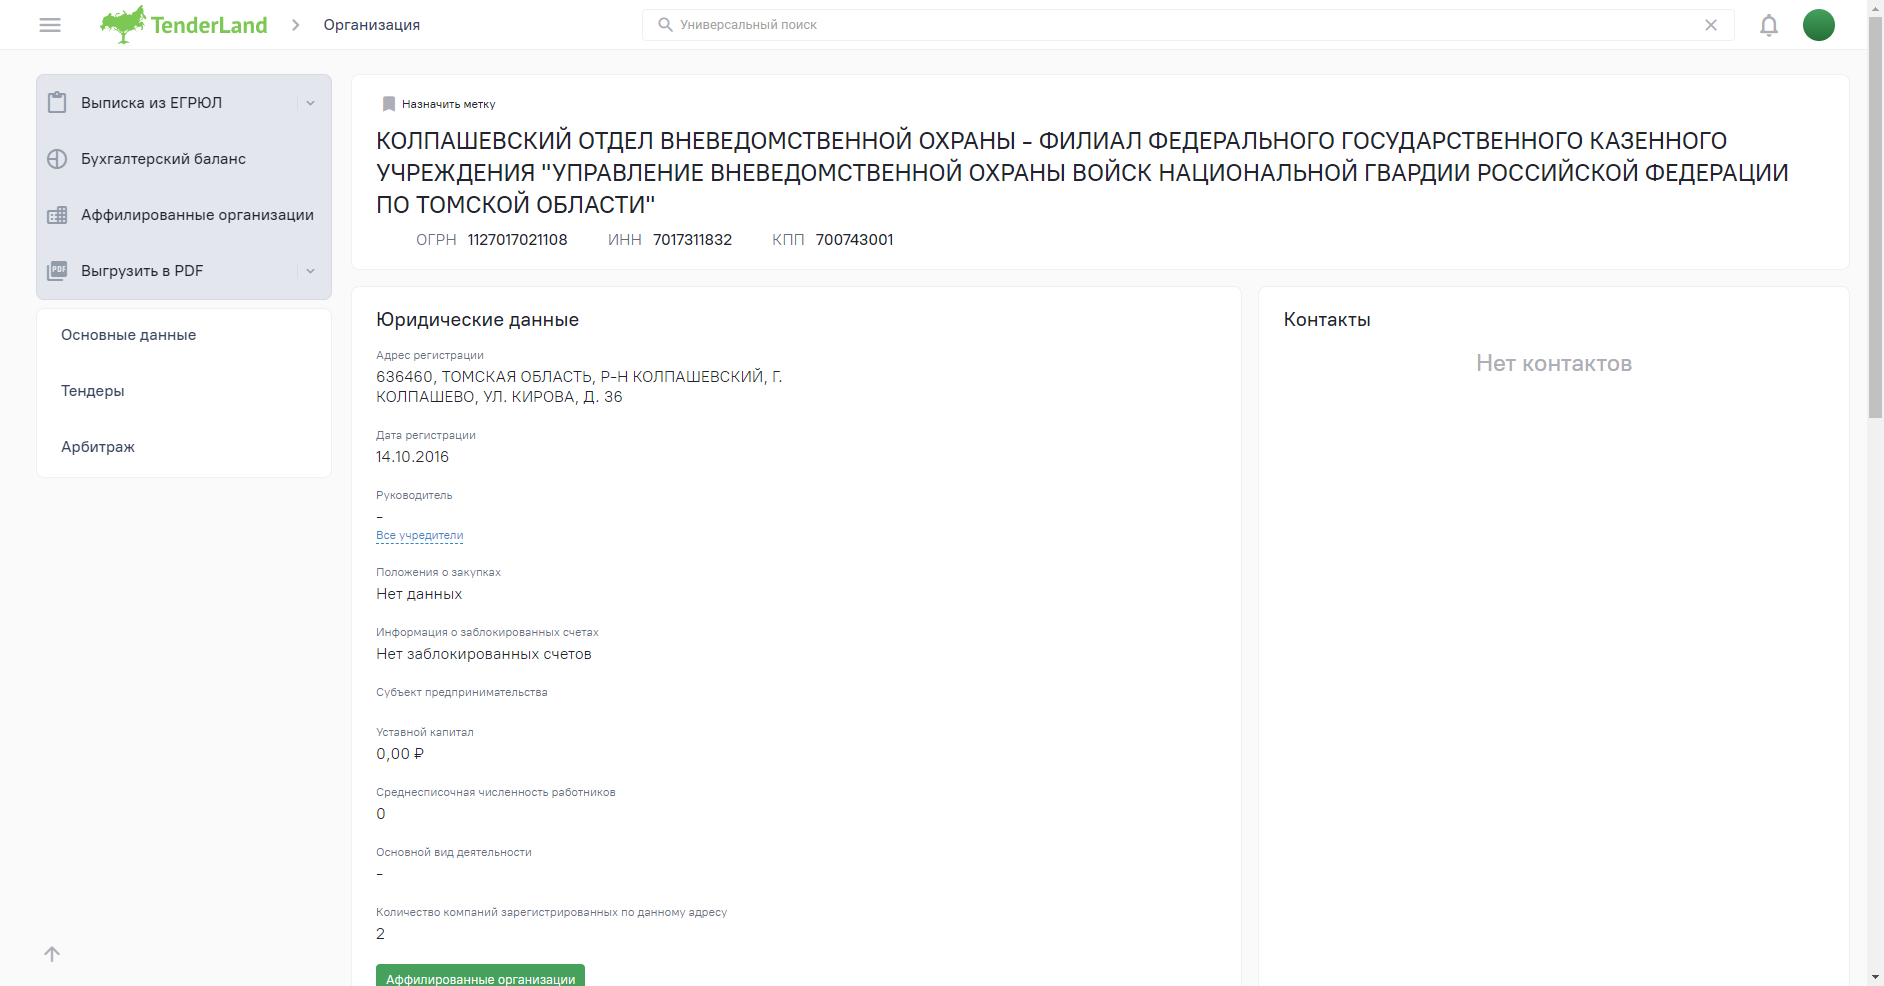 TenderLand
Организация
Универсальный поиск
Выписка из ЕГРЮЛ
Бухгалтерский баланс
Аффилированные организации
PDF
Выгрузить в PDF
Основные данные
Тендеры
Арбитраж
Назначить метку
КОЛПАШЕВСКИЙ ОТДЕЛ ВНЕВЕДОМСТВЕННОЙ ОХРАНЫ - ФИЛИАЛ ФЕДЕРАЛЬНОГО ГОСУДАРСТВЕННОГО КАЗЕННОГО
УЧРЕЖДЕНИЯ "УПРАВЛЕНИЕ ВНЕВЕДОМСТВЕННОЙ ОХРАНЫ ВОЙСК НАЦИОНАЛЬНОЙ ГВАРДИИ РОССИЙСКОЙ ФЕДЕРАЦИИ
ПО ТОМСКОЙ ОБЛАСТИ"
ОГРН 1127017021108 ИНН 7017311832 КПП 700743001
Юридические данные
Адрес регистрации
636460, ТОМСКАЯ ОБЛАСТЬ, Р-Н КОЛПАШЕВСКИЙ, Г.
КОЛПАШЕВО, УЛ. КИРОВА, Д. 36
Дата регистрации
14.10.2016
Руководитель
-
Все учредители
Положения о закупках
Нет данных
Информация о заблокированных счетах
Нет заблокированных счетов
Субъект предпринимательства
Уставной капитал
0,00 ₽
Среднесписочная численность работников
0
Основной вид деятельности
-
Количество компаний зарегистрированных по данному адресу
2
Аффилированные организации
Контакты
Нет контактов